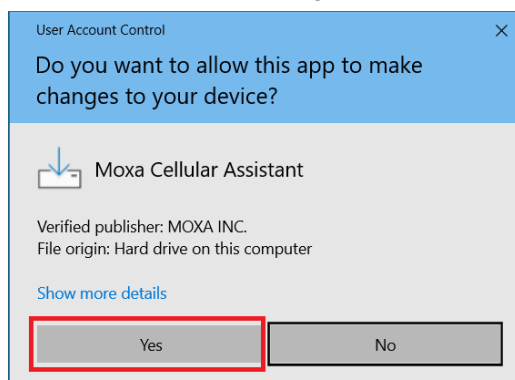 User Account Control
Do you want to allow this app to make
changes to your device?
Moxa Cellular Assistant
Verified publisher: MOXA INC.
File origin: Hard drive on this computer
Show more details
Yes
No